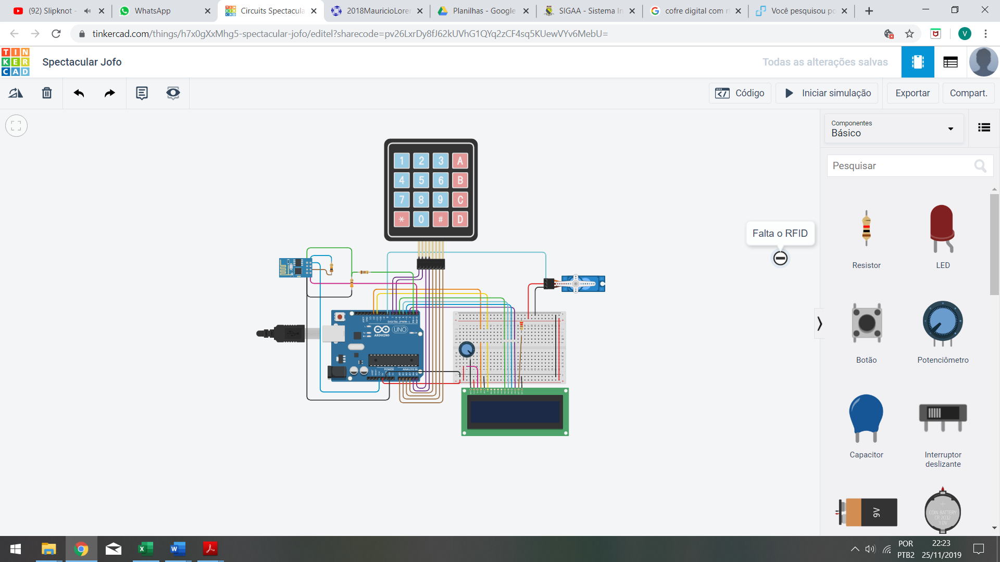 (92) Slipknot -
WhatsApp
Circuits Spectacula
2018MauricioLorer
Planilhas - Google
SIGAA - Sistema In
cofre digital com r
Você pesquisou po
tinkercad.com/things/h7x0gXxMhg5-spectacular-jofo/editel?sharecode=pv26LxrDy8fJ62kUVhG1QYq2zCF4sq5KUewVYv6MebU=
V
TIN
KER
CAD
Spectacular Jofo
Todas as alterações salvas
Código
Iniciar simulação
Exportar
Compart.
Componentes
Básico
Pesquisar
1 2 3 A
4 5 6 B
7 8 9 C
* 0 # D
Falta o RFID
DIGITAL (PWM~)
UNO
ARDUINO
POWER
ANALOG IN
Resistor
LED
Botão
Potenciômetro
Capacitor
Interruptor
deslizante
9V
COIN BATTERY
CR 2032
3.0V
POR
PTB2
22:23
25/11/2019